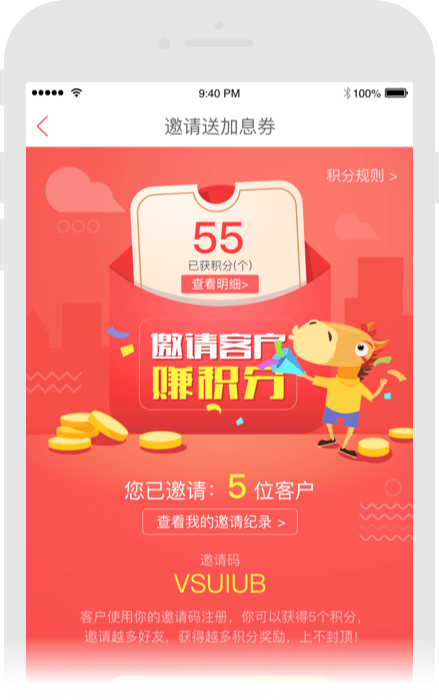 9:40 PM
100%
邀请送加息券
积分规则 >
55
已获积分(个)
查看明细>
邀请客户
赚积分
您已邀请：5 位客户
查看我的邀请纪录 >
邀请码
VSUIUB
客户使用你的邀请码注册，你可以获得5个积分，
邀请越多好友，获得越多积分奖励，上不封顶！